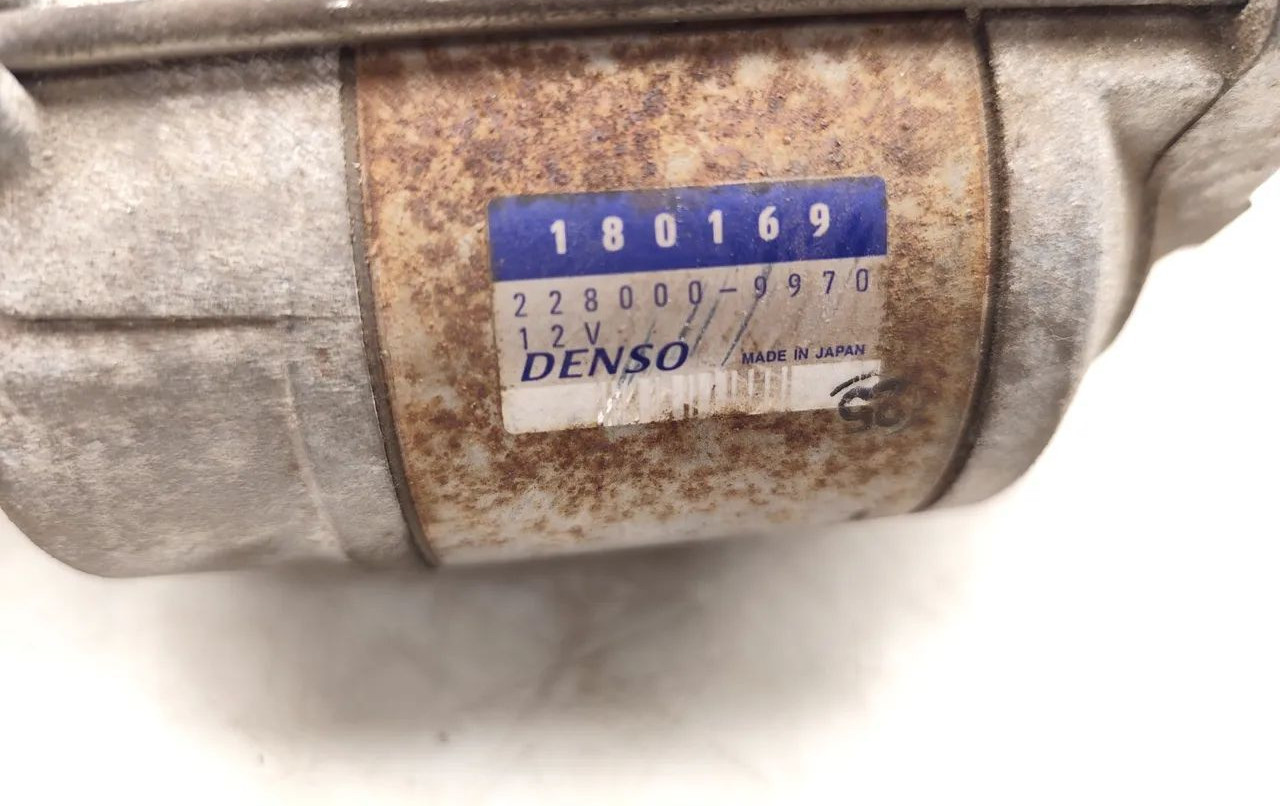 180169
228000-9970
12V
DENSO MADE IN JAPAN